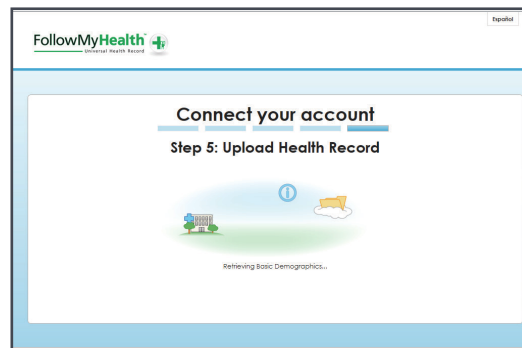 Español
FollowMyHealth
Universal Health Record
Connect your account
Step 5: Upload Health Record
Retrieving Basic Demographics...